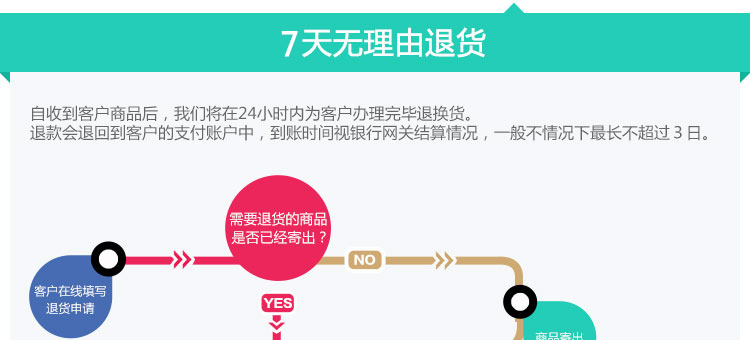 7天无理由退货
自收到客户商品后，我们将在24小时内为客户办理完毕退换货。
退款会退回到客户的支付账户中，到账时间视银行网关结算情况，一般不情况下最长不超过 3 日。
需要退货的商品
是否已经寄出？
NO
客户在线填写
退货申请
YES
商品寄出